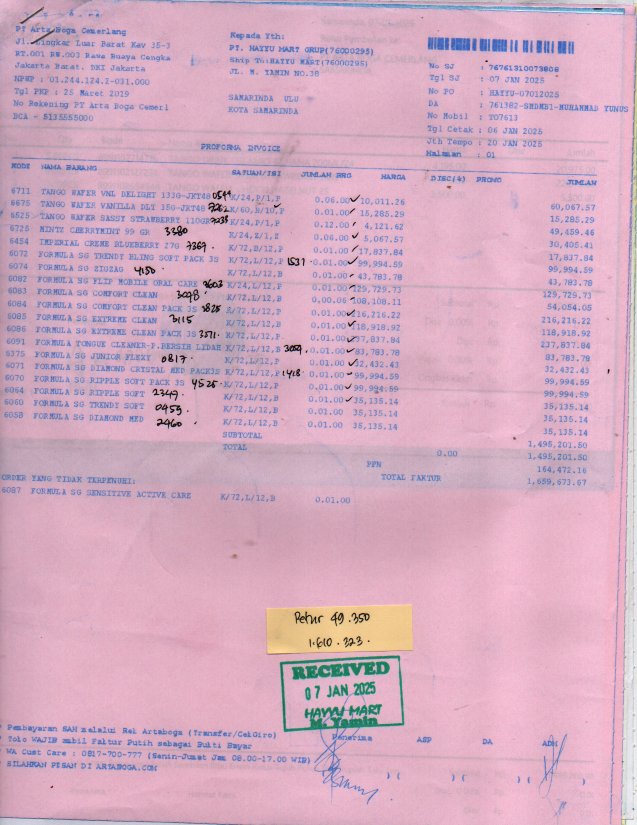 PT Arta Boga Cemerlang
Jl. Lingkar Luar Barat Kav 35-3
RT.001 RW.003 Rawa Buaya Cengka
Jakarta Barat. DKI Jakarta
NPWP : 01.244.124.2-031.000
Tgl PKP : 25 Maret 2019
No Rekening PT Arta Boga Cemerl
BCA - 5135555000
Kepada Yth:
PT. HAYYU MART GRUP(76000295)
Ship To:HAYYU MART(76000295)
JL. M. YAMIN NO.38
SAMARINDA ULU
KOTA SAMARINDA
No SJ : 76761310073808
Tgl SJ : 07 JAN 2025
No PO : HAYYU-07012025
DA : 761382-SMDMB1-MUHAMMAD YUNUS
No Mobil : TO7613
Tgl Cetak : 06 JAN 2025
Jth Tempo : 20 JAN 2025
Halaman : 01
PROFORMA INVOICE
KODE NAMA BARANG SATUAN/ISI JUMLAH BRG HARGA DISC(%) PROMO JUMLAH
6711 TANGO WAFER VNL DELIGHT 133G-JKT48 K/24,P/1,P 0.06.00 10,011.26 60,067.57
6675 TANGO WAFER VANILLA DLT 35G-JKT48 7262 K/60,B/10,P 0.01.00 15,285.29 15,285.29
6525 TANGO WAFER SASSY STRAWBERRY 110GR K/24,P/1,P 0.12.00 4,121.62 49,459.46
6725 MINTZ CHERRYMINT 99 GR 3380 K/24,Z/1,Z 0.06.00 5,067.57 30,405.41
6454 IMPERIAL CREME BLUEBERRY 27G 7369 K/72,B/12,P 0.01.00 17,837.84 17,837.84
6072 FORMULA SG TRENDY BLING SOFT PACK 3S K/72,L/12,P 1531 0.01.00 99,994.59 99,994.59
6074 FORMULA SG ZIGZAG 4150 K/72,L/12,B 0.01.00 43,783.78 43,783.78
6082 FORMULA SG FLIP MOBILE ORAL CARE 3603 K/24,L/12,P 0.01.00 129,729.73 129,729.73
6083 FORMULA SG COMFORT CLEAN 3098 K/72,L/12,B 0.00.06 108,108.11 54,054.05
6084 FORMULA SG COMFORT CLEAN PACK 3S 5825 K/72,L/12,P 0.01.00 216,216.22 216,216.22
6085 FORMULA SG EXTREME CLEAN 3115 K/72,L/12,B 0.01.00 118,918.92 118,918.92
6086 FORMULA SG EXTREME CLEAN PACK 3S 3571 K/72,L/12,P 0.01.00 237,837.84 237,837.84
6091 FORMULA TONGUE CLEANER-P.BERSIH LIDAH K/72,L/12,B 3054 0.01.00 83,783.78 83,783.78
6375 FORMULA SG JUNIOR FLEXY 0817 K/72,L/12,P 0.01.00 32,432.43 32,432.43
6071 FORMULA SG DIAMOND CRYSTAL MED PACK3S K/72,L/12,P 1418 0.01.00 99,994.59 99,994.59
6070 FORMULA SG RIPPLE SOFT PACK 3S 4525 K/72,L/12,P 0.01.00 99,994.59 99,994.59
6064 FORMULA SG RIPPLE SOFT 2349 K/72,L/12,B 0.01.00 35,135.14 35,135.14
6060 FORMULA SG TRENDY SOFT 0455 K/72,L/12,B 0.01.00 35,135.14 35,135.14
6058 FORMULA SG DIAMOND MED 2460 K/72,L/12,B 0.01.00 35,135.14 35,135.14
SUBTOTAL 1,495,201.50
TOTAL 0.00 1,495,201.50
PPN 164,472.16
TOTAL FAKTUR 1,659,673.67
ORDER YANG TIDAK TERPENUHI:
6087 FORMULA SG SENSITIVE ACTIVE CARE K/72,L/12,B 0.01.00
Retur 49.350
1.610.323.
RECEIVED
07 JAN 2025
HAYYU MART
M. Yamin
Pembayaran SAH melalui Rek Artaboga (Transfer/CekGiro)
Toko WAJIB ambil Faktur Putih sebagai Bukti Bayar
WA Cust Care : 0817-700-777 (Senin-Jumat Jam 08.00-17.00 WIB)
SILAHKAN PESAN DI ARTABOGA.COM
Penerima ASP DA ADM